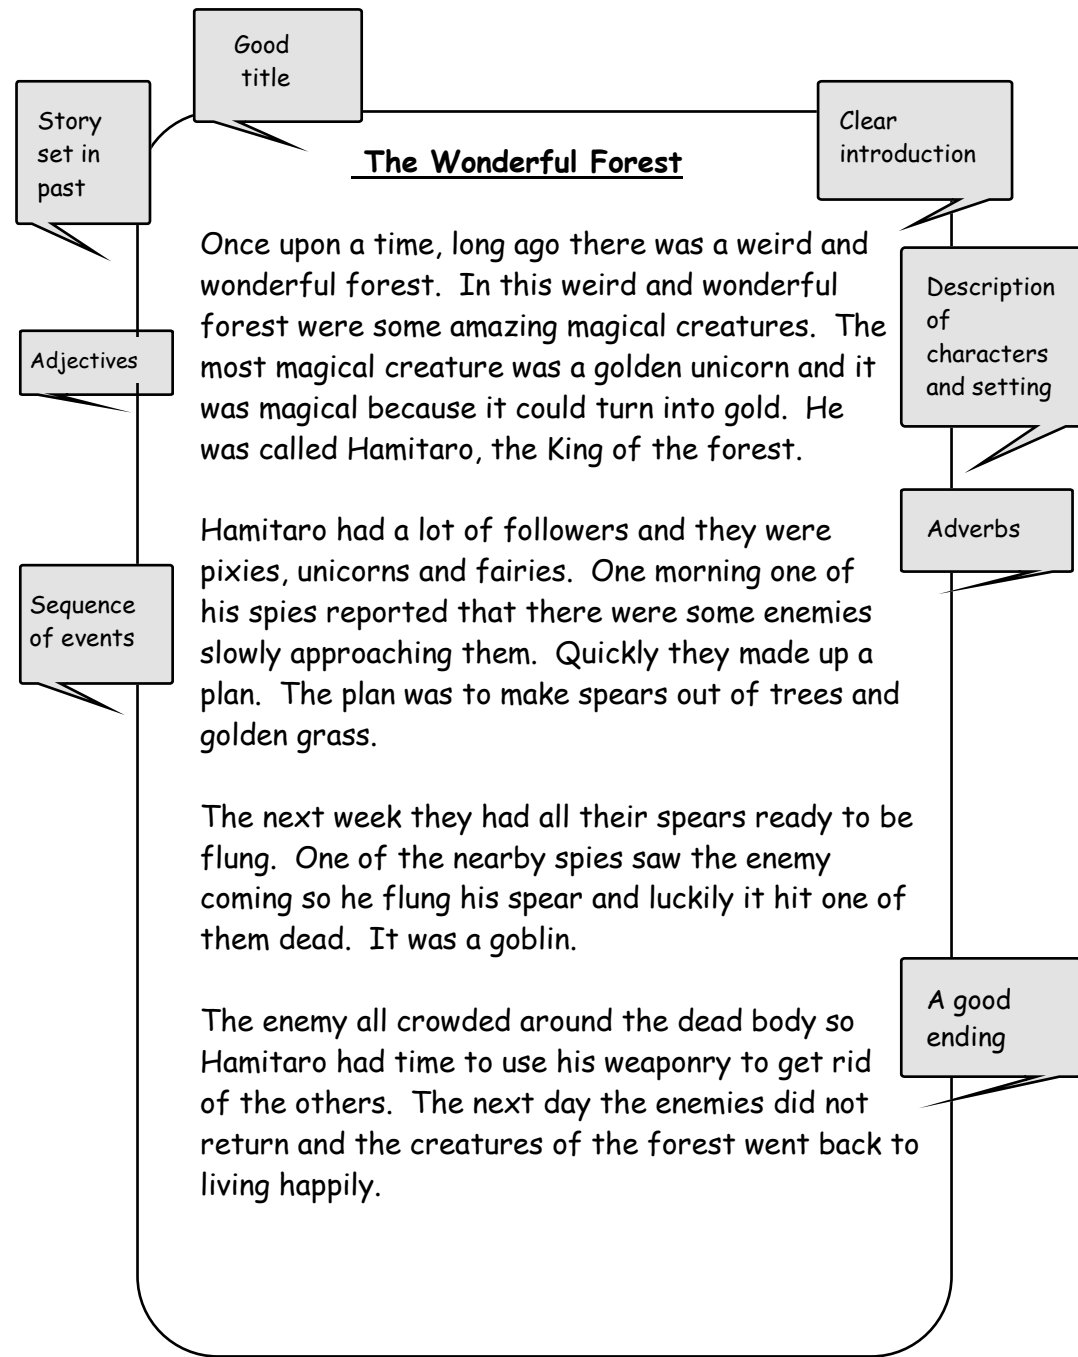 Good
title
Story
set in
past
Clear
introduction
The Wonderful Forest
Once upon a time, long ago there was a weird and
wonderful forest.  In this weird and wonderful
forest were some amazing magical creatures.  The
most magical creature was a golden unicorn and it
was magical because it could turn into gold.  He
was called Hamitaro, the King of the forest.
Description
of
characters
and setting
Adjectives
Hamitaro had a lot of followers and they were
pixies, unicorns and fairies.  One morning one of
his spies reported that there were some enemies
slowly approaching them.  Quickly they made up a
plan.  The plan was to make spears out of trees and
golden grass.
Adverbs
Sequence
of events
The next week they had all their spears ready to be
flung.  One of the nearby spies saw the enemy
coming so he flung his spear and luckily it hit one of
them dead.  It was a goblin.
The enemy all crowded around the dead body so
Hamitaro had time to use his weaponry to get rid
of the others.  The next day the enemies did not
return and the creatures of the forest went back to
living happily.
A good
ending